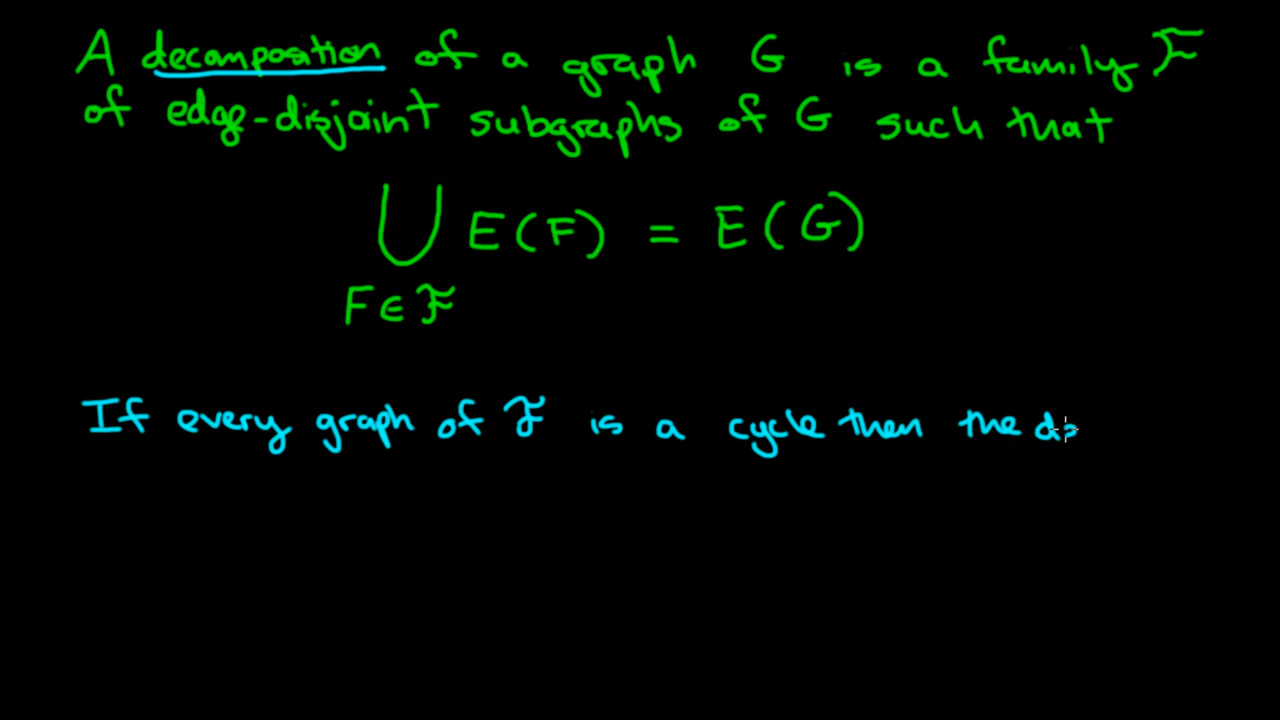 A decomposition of a graph G is a family ℱ
of edge-disjoint subgraphs of G such that
⋃ E(F) = E(G)
F∈ℱ
If every graph of ℱ is a cycle then the de